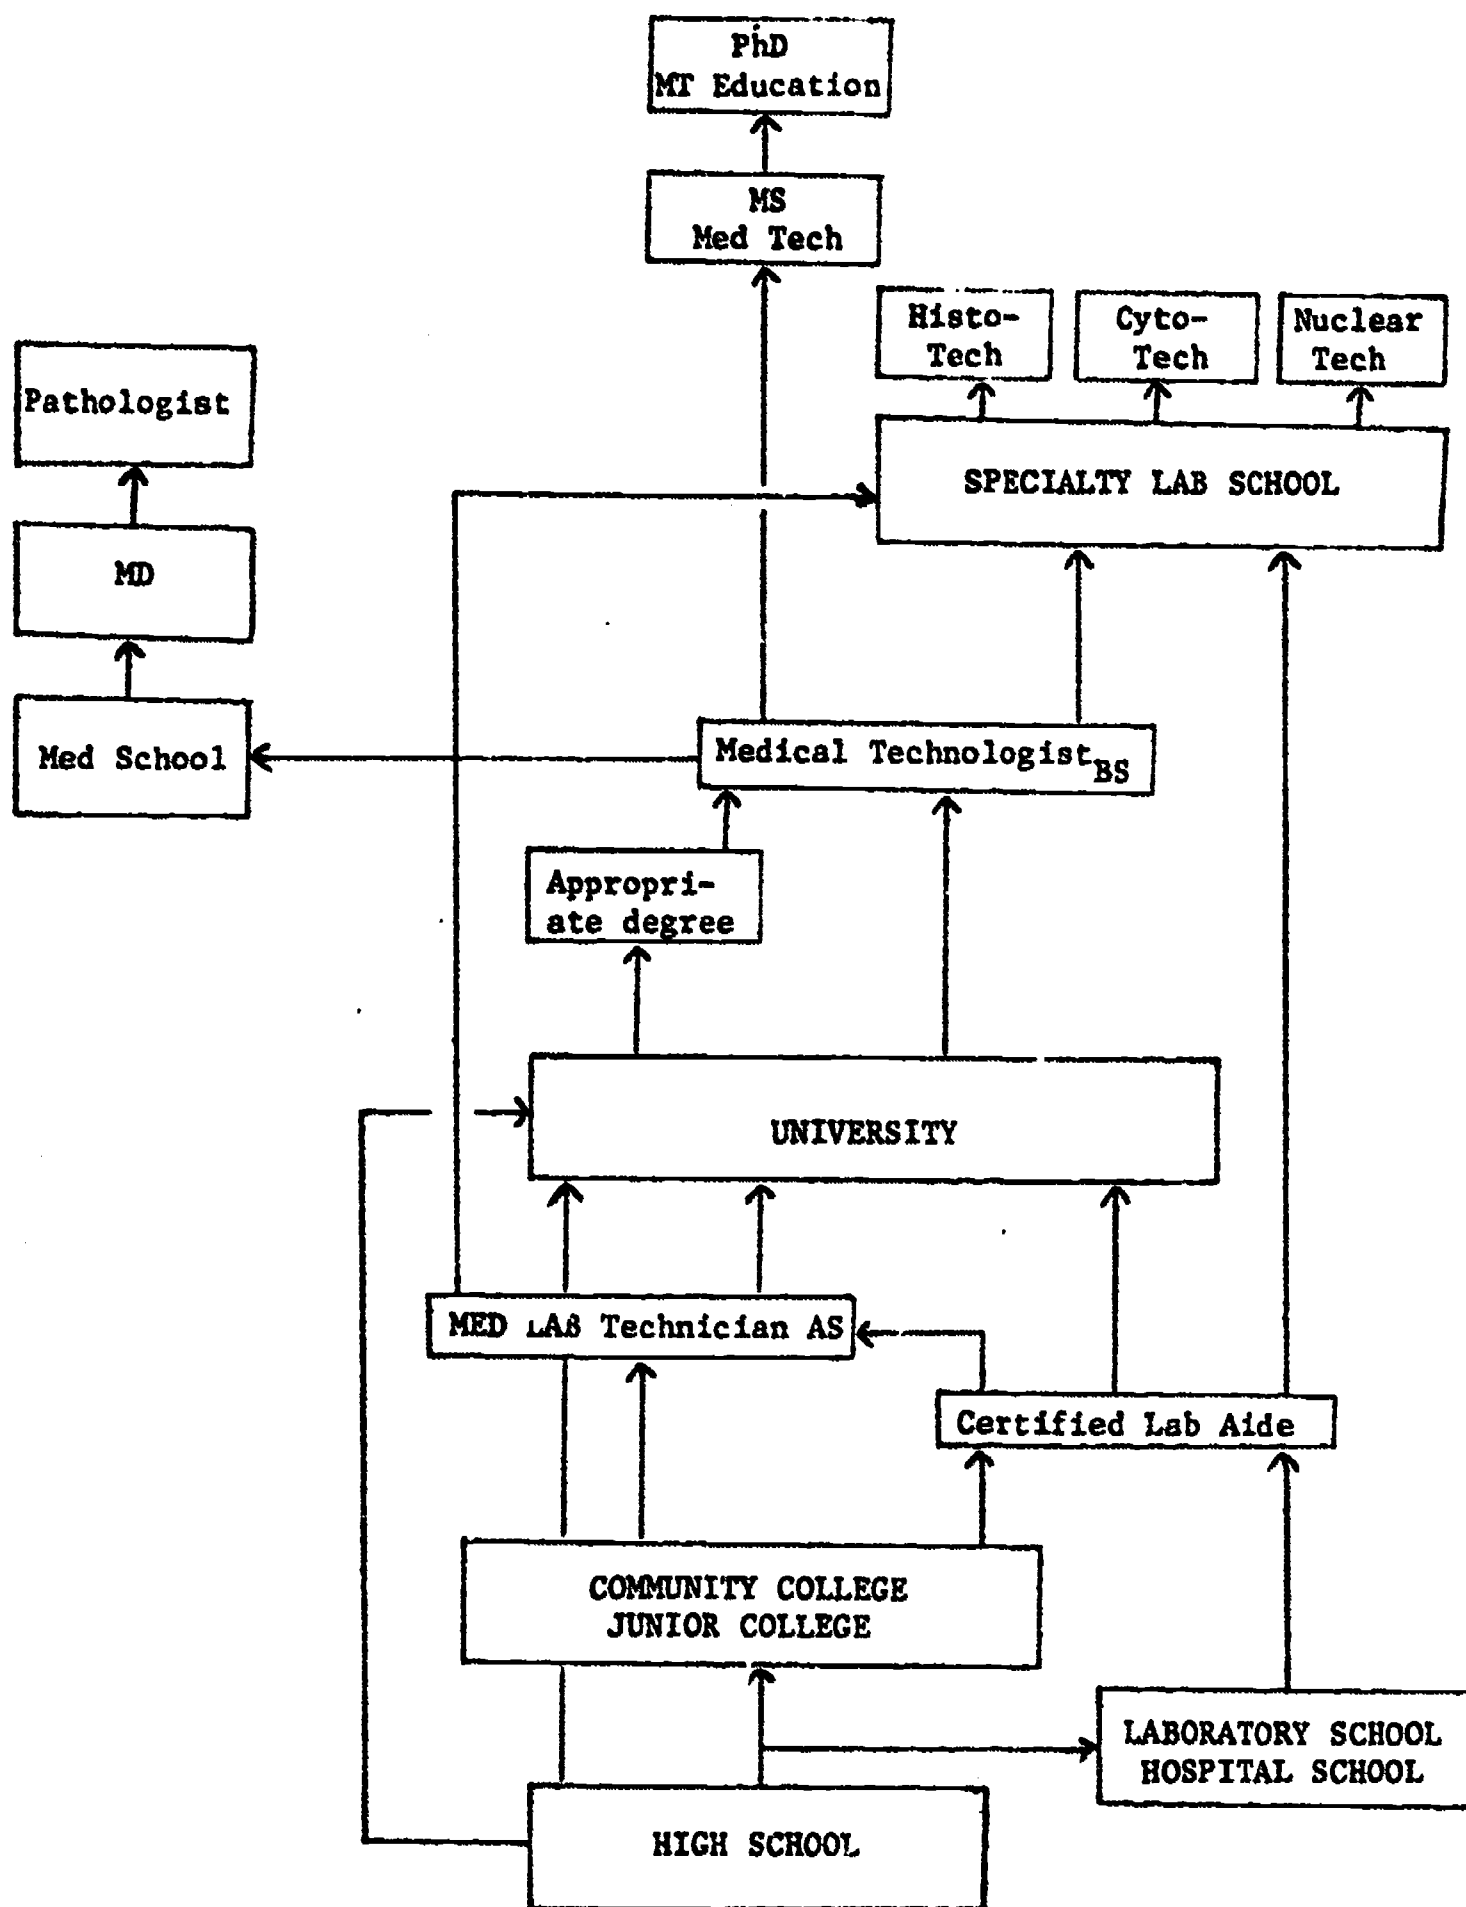 PhD
MT Education
MS
Med Tech
Histo-
Tech
Cyto-
Tech
Nuclear
Tech
Pathologist
SPECIALTY LAB SCHOOL
MD
Med School
Medical Technologist BS
Appropri-
ate degree
UNIVERSITY
MED LAB Technician AS
Certified Lab Aide
COMMUNITY COLLEGE
JUNIOR COLLEGE
LABORATORY SCHOOL
HOSPITAL SCHOOL
HIGH SCHOOL